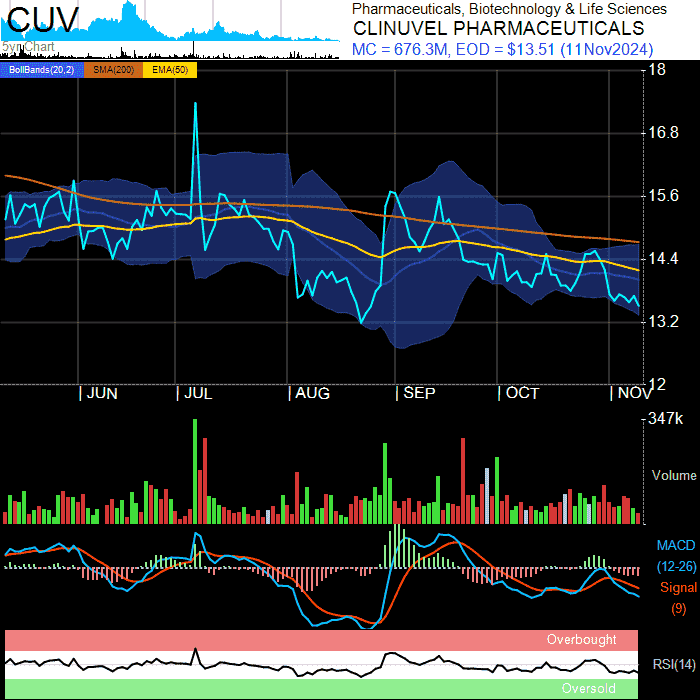 CUV
Pharmaceuticals, Biotechnology & Life Sciences
CLINUVEL PHARMACEUTICALS
MC = 676.3M, EOD = $13.51 (11Nov2024)
5yr Chart
BollBands(20,2) SMA(200) EMA(50)
18
16.8
15.6
14.4
13.2
12
JUN JUL AUG SEP OCT NOV
347k
Volume
MACD
(12-26)
Signal
(9)
Overbought
RSI(14)
Oversold